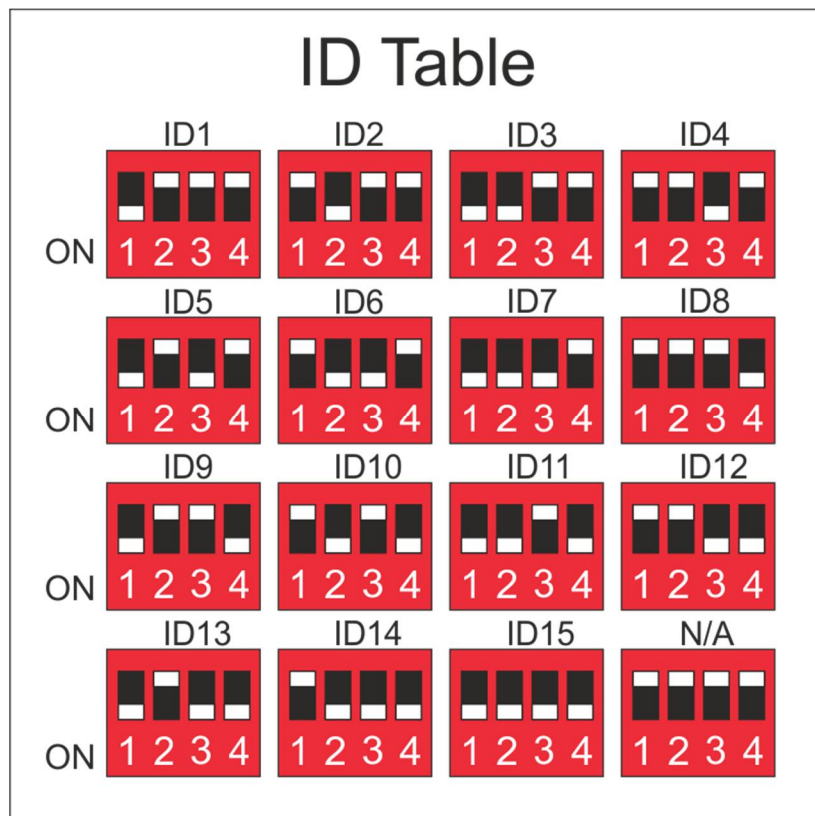 ID Table
ID1 ID2 ID3 ID4
ON 1 2 3 4 1 2 3 4 1 2 3 4 1 2 3 4
ID5 ID6 ID7 ID8
ON 1 2 3 4 1 2 3 4 1 2 3 4 1 2 3 4
ID9 ID10 ID11 ID12
ON 1 2 3 4 1 2 3 4 1 2 3 4 1 2 3 4
ID13 ID14 ID15 N/A
ON 1 2 3 4 1 2 3 4 1 2 3 4 1 2 3 4